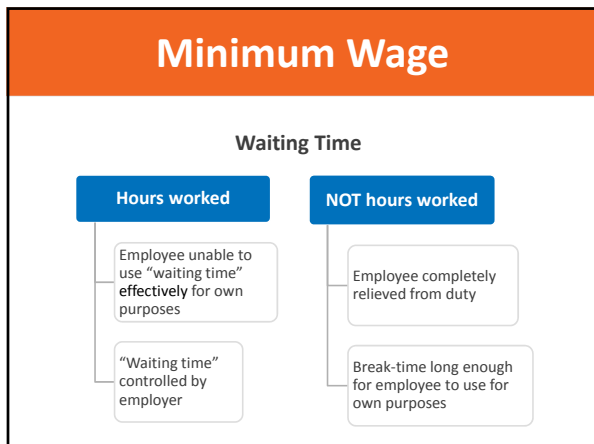 Minimum Wage
Waiting Time
Hours worked
Employee unable to
use “waiting time”
effectively for own
purposes
“Waiting time”
controlled by
employer
NOT hours worked
Employee completely
relieved from duty
Break-time long enough
for employee to use for
own purposes